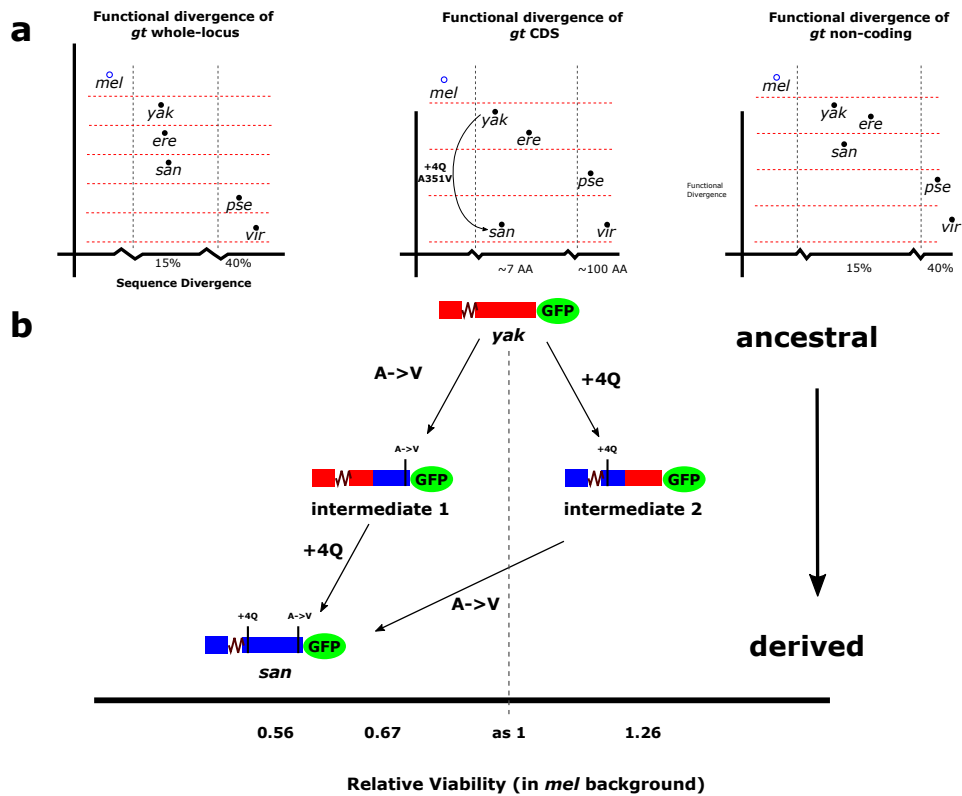 a
Functional divergence of
gt whole-locus
mel
yak
ere
san
pse
vir
15%
40%
Sequence Divergence
Functional divergence of
gt CDS
mel
yak
ere
+4Q
A351V
pse
san
vir
~7 AA
~100 AA
Functional divergence of
gt non-coding
mel
yak
ere
san
Functional
Divergence
pse
vir
15%
40%
b
GFP
yak
ancestral
A->V
+4Q
A->V
GFP
intermediate 1
+4Q
GFP
intermediate 2
+4Q
A->V
+4Q
A->V
GFP
san
derived
0.56
0.67
as 1
1.26
Relative Viability (in mel background)